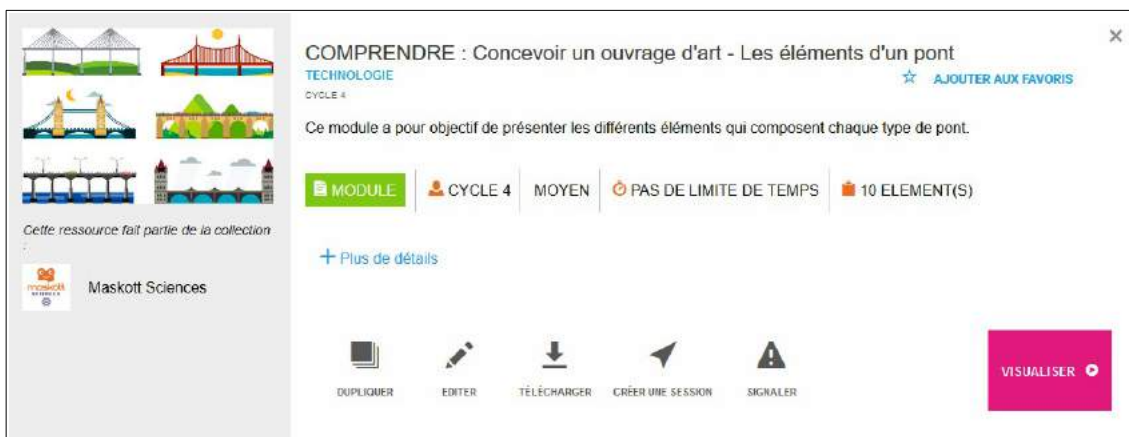 COMPRENDRE : Concevoir un ouvrage d'art - Les éléments d'un pont
TECHNOLOGIE
☆ AJOUTER AUX FAVORIS
CYCLE 4
Ce module a pour objectif de présenter les différents éléments qui composent chaque type de pont.
MODULE
CYCLE 4
MOYEN
PAS DE LIMITE DE TEMPS
10 ELEMENT(S)
Cette ressource fait partie de la collection
:
maskott
SCIENCES
Maskott Sciences
+ Plus de détails
DUPLIQUER
EDITER
TÉLÉCHARGER
CRÉER UNE SESSION
SIGNALER
VISUALISER